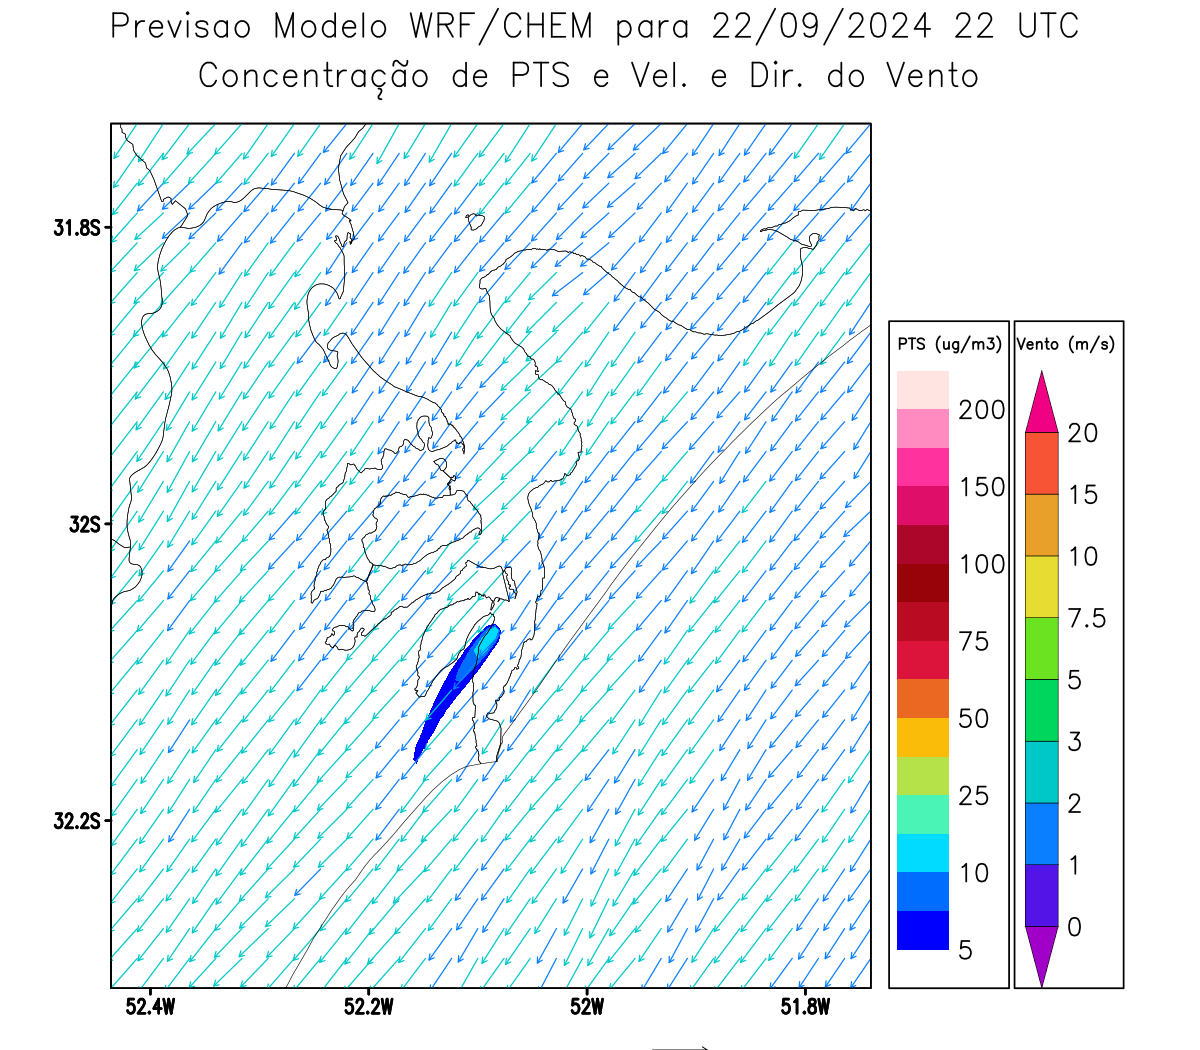 Previsao Modelo WRF/CHEM para 22/09/2024 22 UTC
Concentração de PTS e Vel. e Dir. do Vento
31.8S
32S
32.2S
52.4W
52.2W
52W
51.8W
PTS (ug/m3)
200
150
100
75
50
25
10
5
Vento (m/s)
20
15
10
7.5
5
3
2
1
0